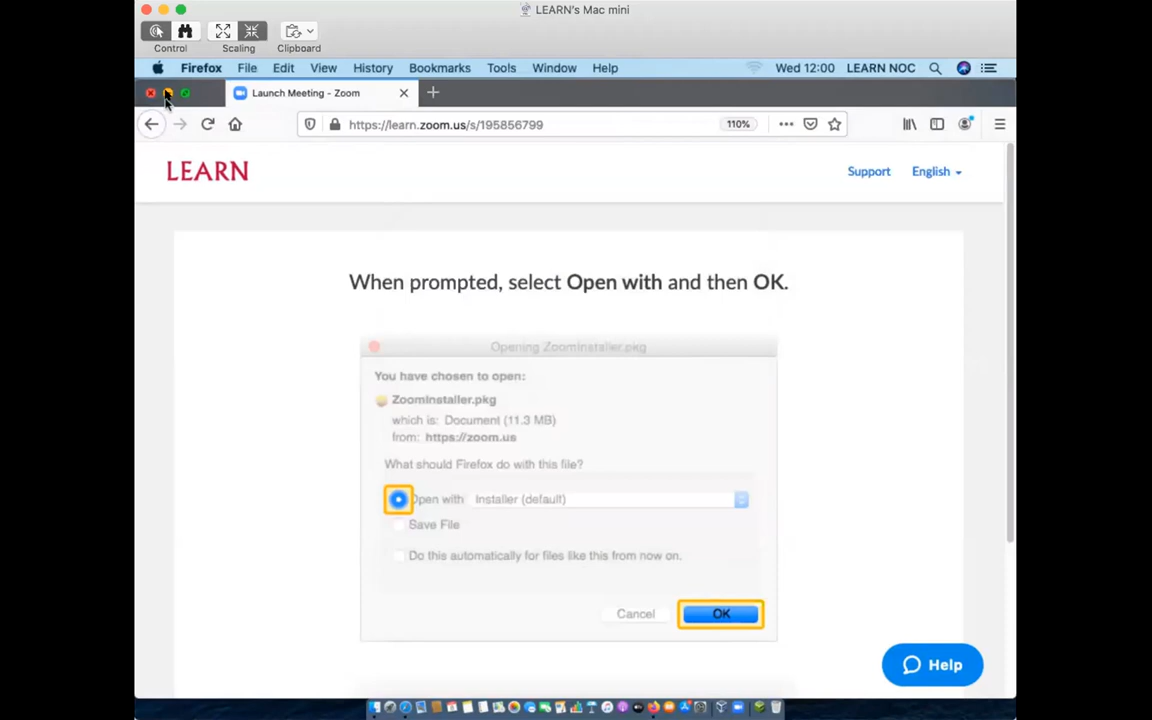 LEARN's Mac mini
Control Scaling Clipboard
Firefox File Edit View History Bookmarks Tools Window Help Wed 12:00 LEARN NOC
Launch Meeting - Zoom
https://learn.zoom.us/s/195856799 110%
LEARN Support English
When prompted, select Open with and then OK.
Opening ZoomInstaller.pkg
You have chosen to open:
ZoomInstaller.pkg
which is: Document (11.3 MB)
from: https://zoom.us
What should Firefox do with this file?
Open with Installer (default)
Save File
Do this automatically for files like this from now on.
Cancel OK
Help